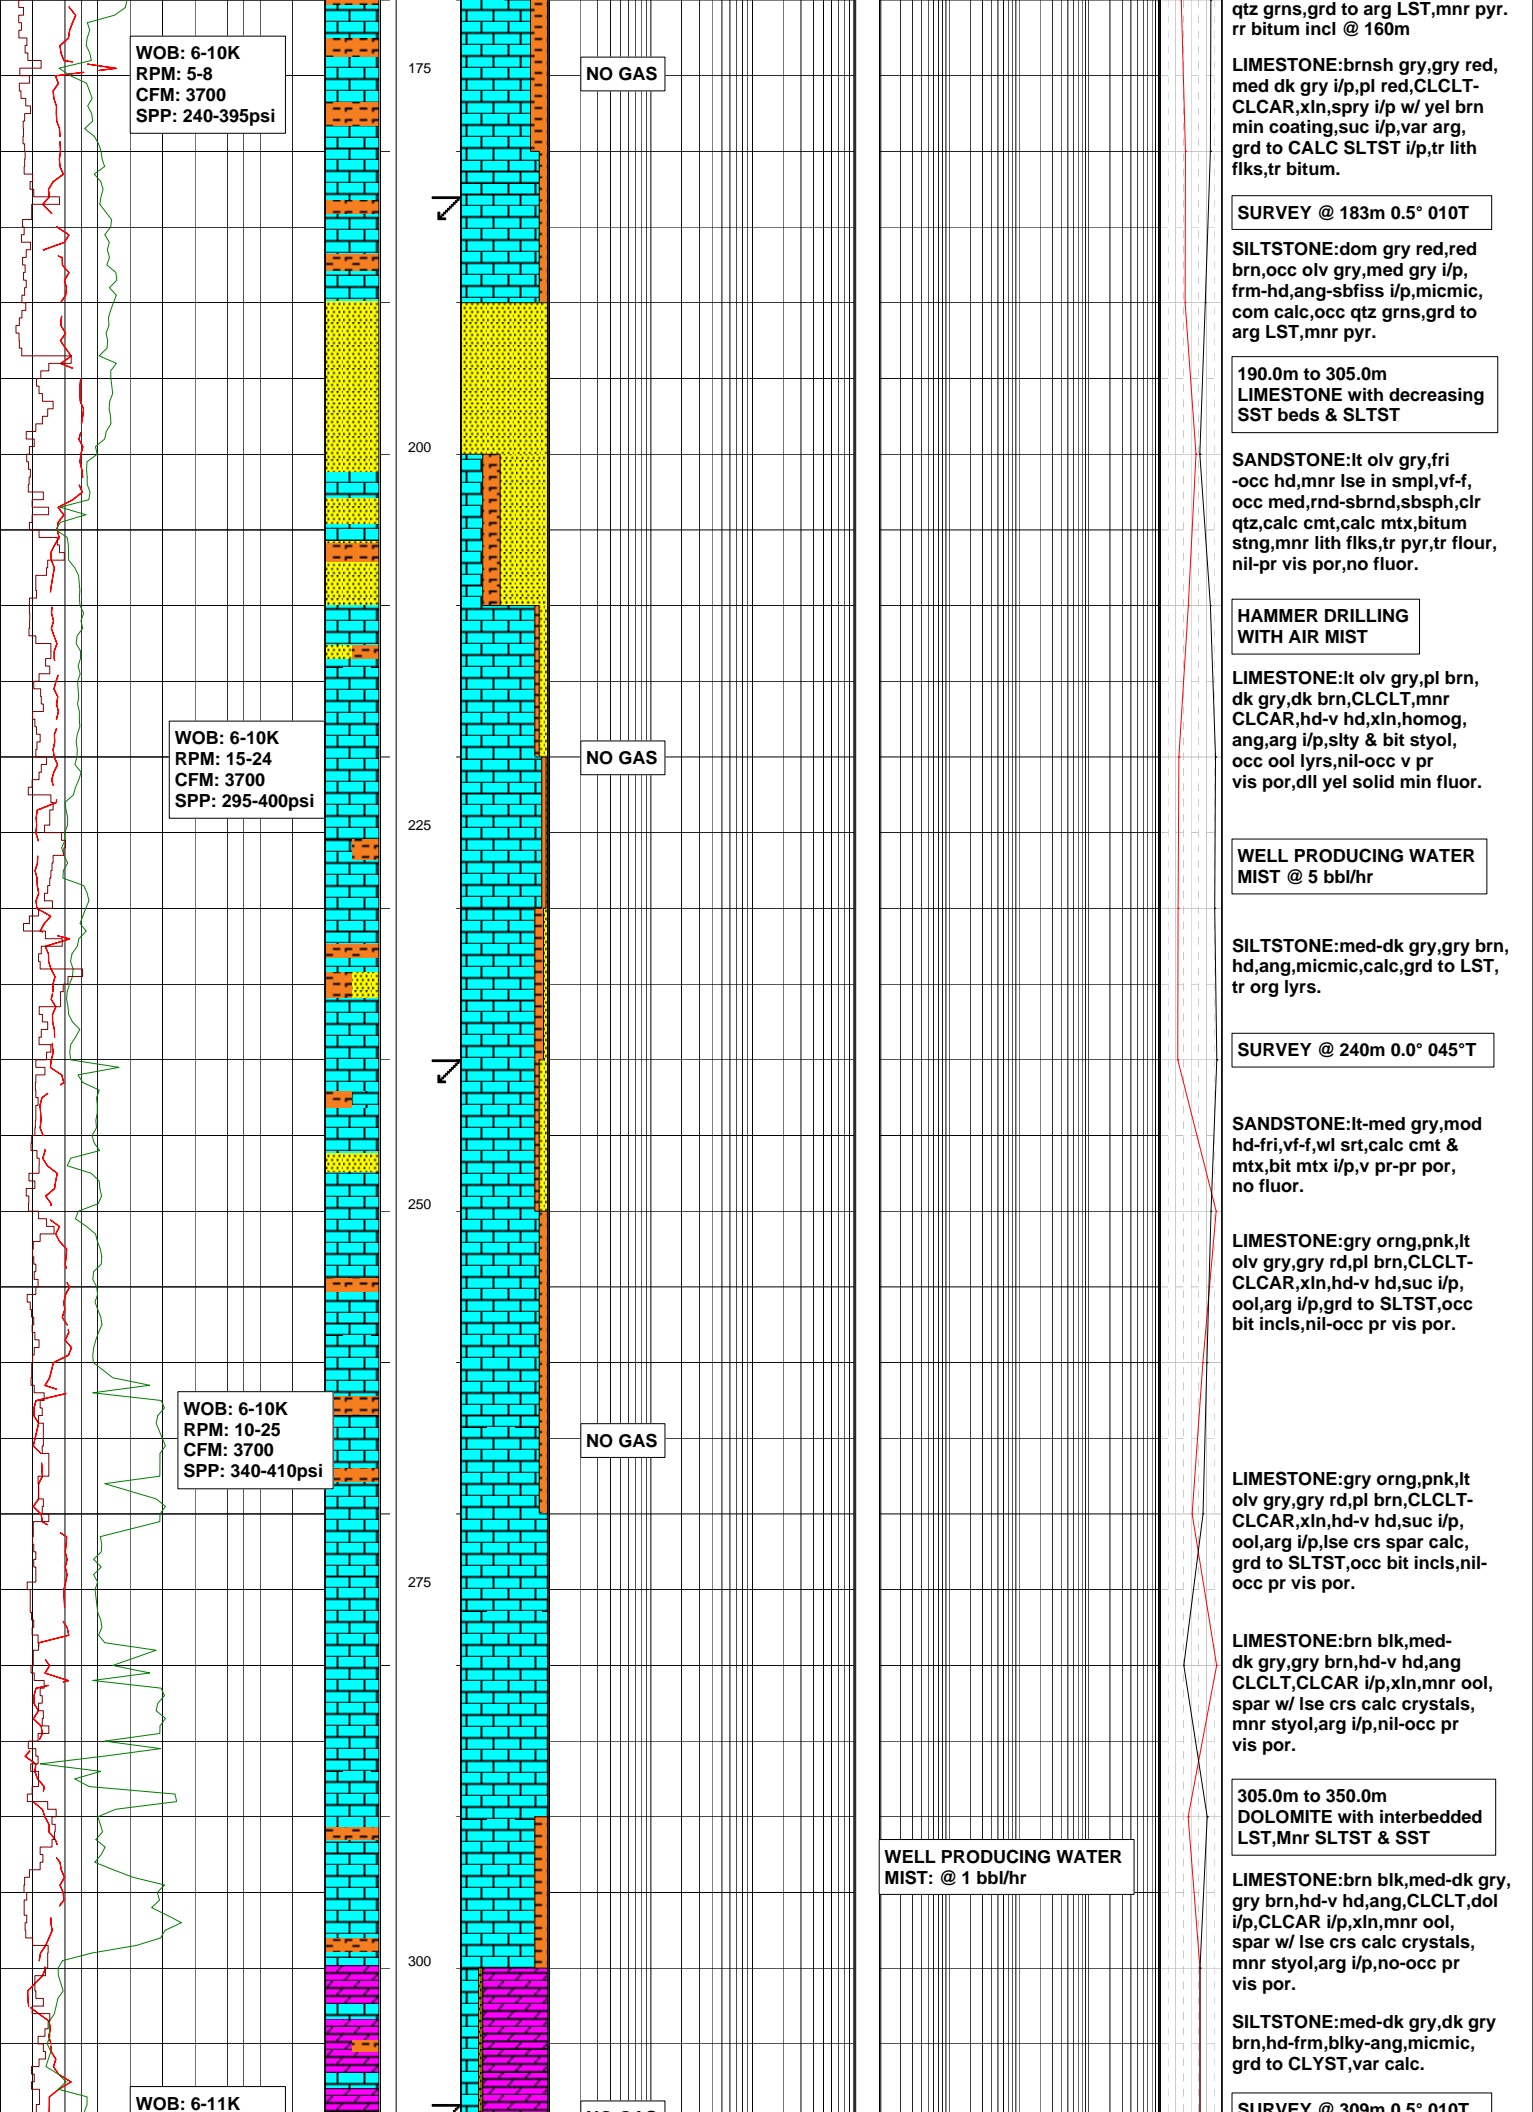 qtz grns,grd to arg LST,mnr pyr.
rr bitum incl @ 160m
WOB: 6-10K
RPM: 5-8
CFM: 3700
SPP: 240-395psi
175
NO GAS
LIMESTONE:brnsh gry,gry red,
med dk gry i/p,pl red,CLCLT-
CLCAR,xln,spry i/p w/ yel brn
min coating,suc i/p,var arg,
grd to CALC SLTST i/p,tr lith
flks,tr bitum.
SURVEY @ 183m 0.5° 010T
SILTSTONE:dom gry red,red
brn,occ olv gry,med gry i/p,
frm-hd,ang-sbfiss i/p,micmic,
com calc,occ qtz grns,grd to
arg LST,mnr pyr.
190.0m to 305.0m
LIMESTONE with decreasing
SST beds & SLTST
200
SANDSTONE:lt olv gry,fri
-occ hd,mnr lse in smpl,vf-f,
occ med,rnd-sbrnd,sbsph,clr
qtz,calc cmt,calc mtx,bitum
stng,mnr lith flks,tr pyr,tr flour,
nil-pr vis por,no fluor.
HAMMER DRILLING
WITH AIR MIST
LIMESTONE:lt olv gry,pl brn,
dk gry,dk brn,CLCLT,mnr
CLCAR,hd-v hd,xln,homog,
ang,arg i/p,slty & bit styol,
occ ool lyrs,nil-occ v pr
vis por,dll yel solid min fluor.
WOB: 6-10K
RPM: 15-24
CFM: 3700
SPP: 295-400psi
NO GAS
225
WELL PRODUCING WATER
MIST @ 5 bbl/hr
SILTSTONE:med-dk gry,gry brn,
hd,ang,micmic,calc,grd to LST,
tr org lyrs.
SURVEY @ 240m 0.0° 045°T
SANDSTONE:lt-med gry,mod
hd-fri,vf-f,wl srt,calc cmt &
mtx,bit mtx i/p,v pr-pr por,
no fluor.
250
LIMESTONE:gry orng,pnk,lt
olv gry,gry rd,pl brn,CLCLT-
CLCAR,xln,hd-v hd,suc i/p,
ool,arg i/p,grd to SLTST,occ
bit incls,nil-occ pr vis por.
WOB: 6-10K
RPM: 10-25
CFM: 3700
SPP: 340-410psi
NO GAS
LIMESTONE:gry orng,pnk,lt
olv gry,gry rd,pl brn,CLCLT-
CLCAR,xln,hd-v hd,suc i/p,
ool,arg i/p,lse crs spar calc,
grd to SLTST,occ bit incls,nil-
occ pr vis por.
275
LIMESTONE:brn blk,med-
dk gry,gry brn,hd-v hd,ang
CLCLT,CLCAR i/p,xln,mnr ool,
spar w/ lse crs calc crystals,
mnr styol,arg i/p,nil-occ pr
vis por.
305.0m to 350.0m
DOLOMITE with interbedded
LST,Mnr SLTST & SST
WELL PRODUCING WATER
MIST: @ 1 bbl/hr
LIMESTONE:brn blk,med-dk gry,
gry brn,hd-v hd,ang,CLCLT,dol
i/p,CLCAR i/p,xln,mnr ool,
spar w/ lse crs calc crystals,
mnr styol,arg i/p,no-occ pr
vis por.
300
SILTSTONE:med-dk gry,dk gry
brn,hd-frm,blky-ang,micmic,
grd to CLYST,var calc.
WOB: 6-11K
NO GAS
SURVEY @ 309m 0.5° 010T